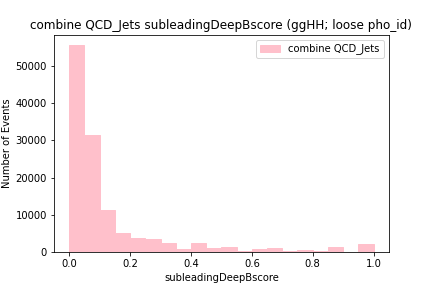 combine QCD_Jets subleadingDeepBscore (ggHH; loose pho_id)
combine QCD_Jets
Number of Events
50000
40000
30000
20000
10000
0
0.0 0.2 0.4 0.6 0.8 1.0
subleadingDeepBscore